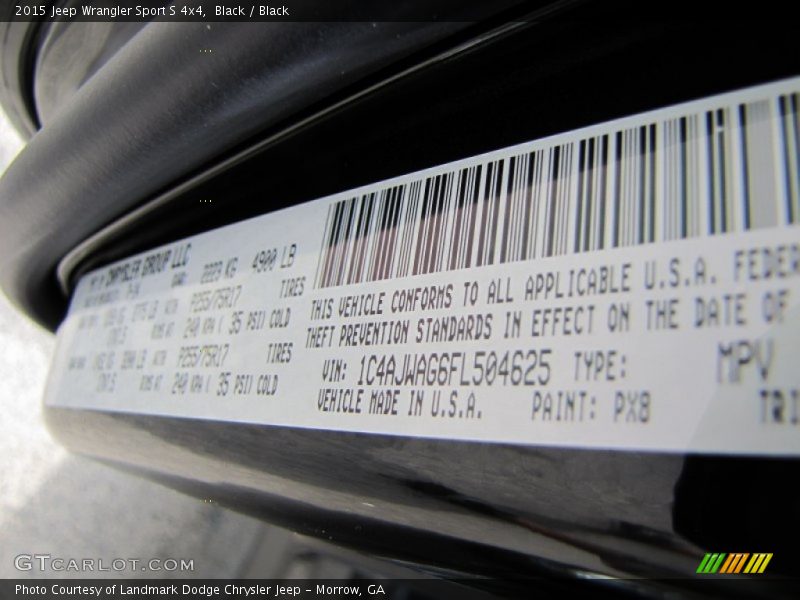 2015 Jeep Wrangler Sport S 4x4, Black / Black
CHRYSLER GROUP LLC
2223 KG 4900 LB
P255/75R17 TIRES
240 KPA ( 35 PSI) COLD
P255/75R17 TIRES
240 KPA ( 35 PSI) COLD
THIS VEHICLE CONFORMS TO ALL APPLICABLE U.S.A. FEDER
THEFT PREVENTION STANDARDS IN EFFECT ON THE DATE OF
VIN: 1C4AJWAG6FL504625 TYPE: MPV
VEHICLE MADE IN U.S.A. PAINT: PX8 TRI
GTCARLOT.COM
Photo Courtesy of Landmark Dodge Chrysler Jeep – Morrow, GA